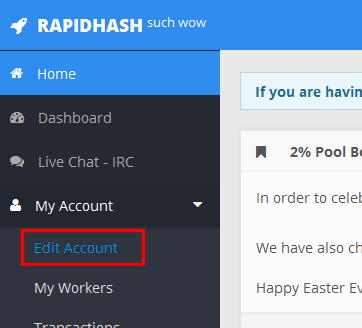 RAPIDHASH such wow
Home
Dashboard
Live Chat - IRC
My Account
Edit Account
My Workers
Transactions
If you are havin
2% Pool Bo
In order to celeb
We have also ch
Happy Easter Ev